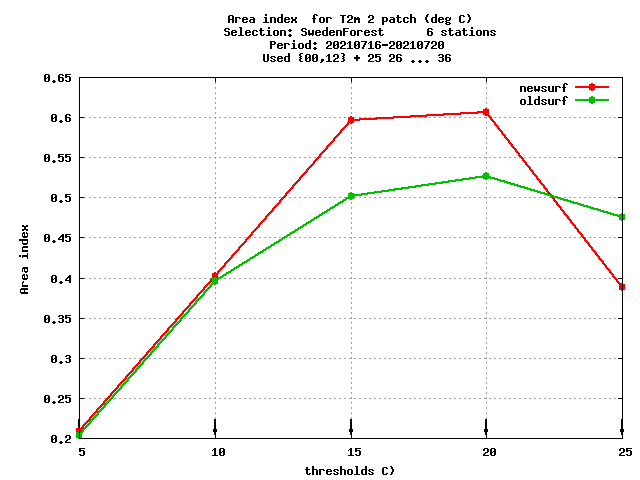 Area index  for T2m 2 patch (deg C)
Selection: SwedenForest      6 stations
Period: 20210716-20210720
Used {00,12} + 25 26 ... 36
newsurf
oldsurf
0.65
0.6
0.55
0.5
0.45
0.4
0.35
0.3
0.25
0.2
Area index
5 10 15 20 25
thresholds C)